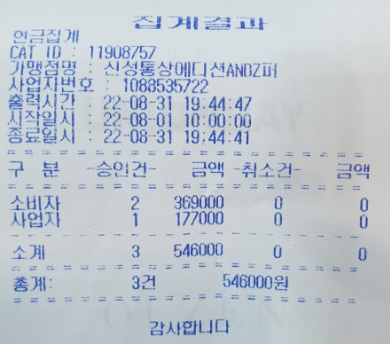 집계결과
현금집계
CAT ID : 11908757
가맹점명 : 신성통상에디션ANDZ퍼
사업자번호 : 1088535722
출력시간 : 22-08-31 19:44:47
시작일시 : 22-08-01 10:00:00
종료일시 : 22-08-31 19:44:41
구 분 -승인건- 금액 -취소건- 금액
소비자 2 369000 0 0
사업자 1 177000 0 0
소계 3 546000 0 0
총계: 3건 546000원
감사합니다